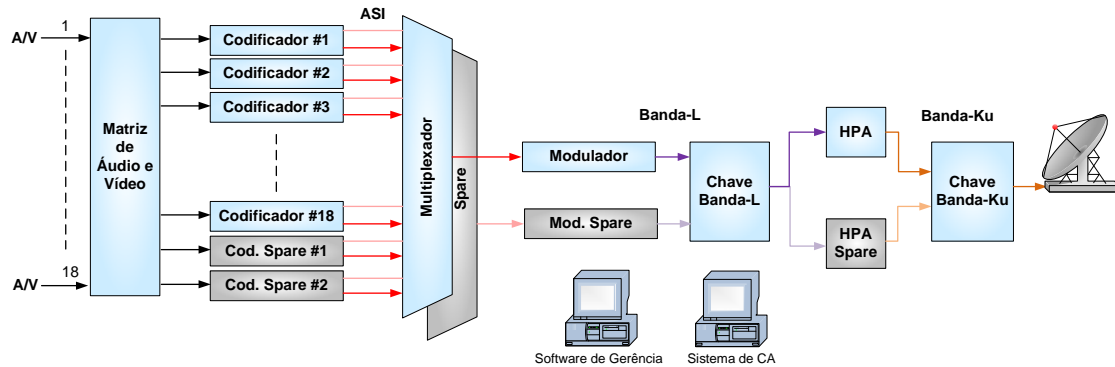 ASI
A/V
1
Matriz
de
Áudio e
Vídeo
18
A/V
Codificador #1
Codificador #2
Codificador #3
Codificador #18
Cod. Spare #1
Cod. Spare #2
Multiplexador
Spare
Modulador
Mod. Spare
Banda-L
Chave
Banda-L
HPA
HPA
Spare
Banda-Ku
Chave
Banda-Ku
Software de Gerência
Sistema de CA